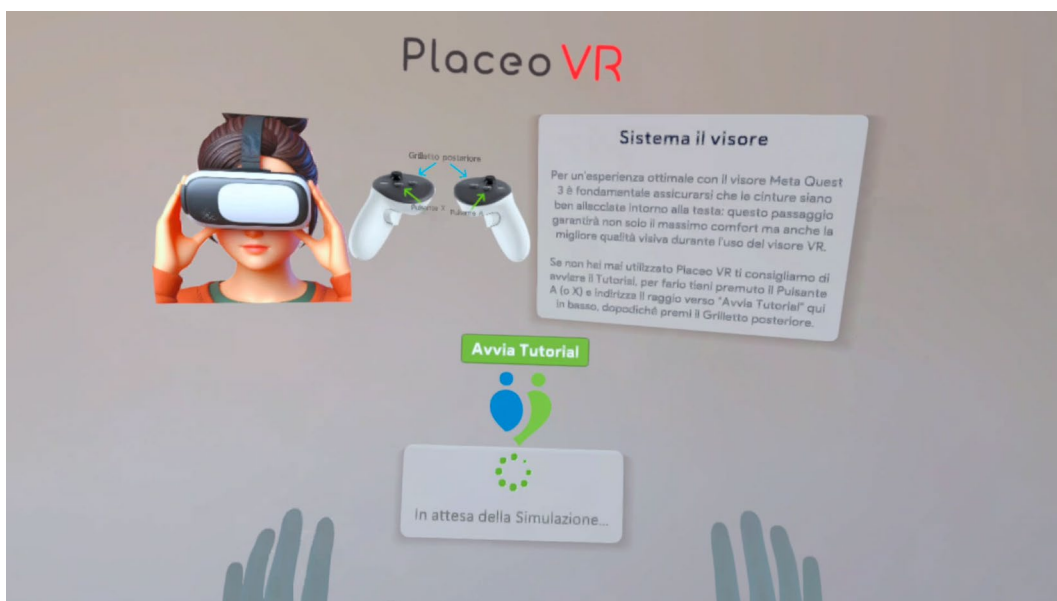 Placeo VR
Grilletto posteriore
Pulsante X
Pulsante A
Sistema il visore
Per un'esperienza ottimale con il visore Meta Quest
3 è fondamentale assicurarsi che le cinture siano
ben allacciate intorno alla testa: questo passaggio
garantirà non solo il massimo comfort ma anche la
migliore qualità visiva durante l'uso del visore VR.
Se non hai mai utilizzato Placeo VR ti consigliamo di
avviare il Tutorial, per farlo tieni premuto il Pulsante
A (o X) e indirizza il raggio verso "Avvia Tutorial" qui
in basso, dopodiché premi il Grilletto posteriore.
Avvia Tutorial
In attesa della Simulazione...